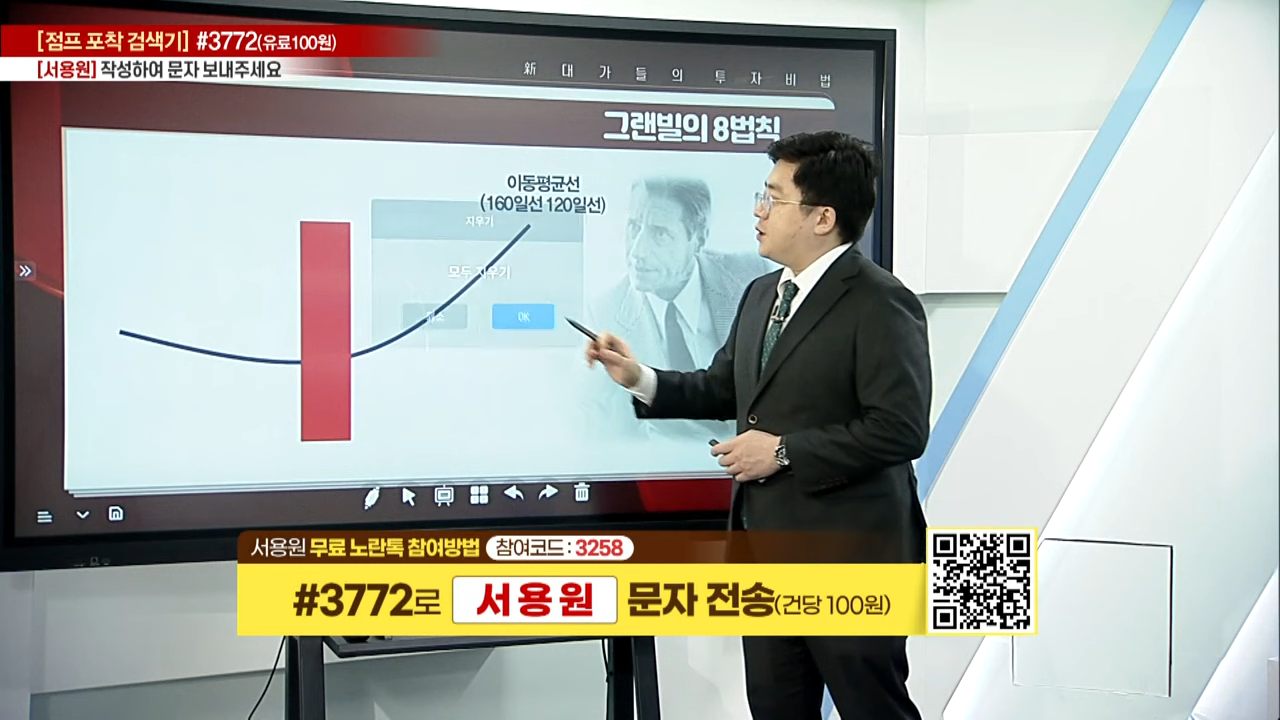 [점프 포착 검색기] #3772(유료100원)
[서용원] 작성하여 문자 보내주세요
新 대 가 들 의 투 자 비 법
그랜빌의 8법칙
이동평균선
(160일선 120일선)
지우기
모두 지우기
취소
OK
서용원 무료 노란톡 참여방법 참여코드 : 3258
#3772로 서용원 문자 전송(건당 100원)